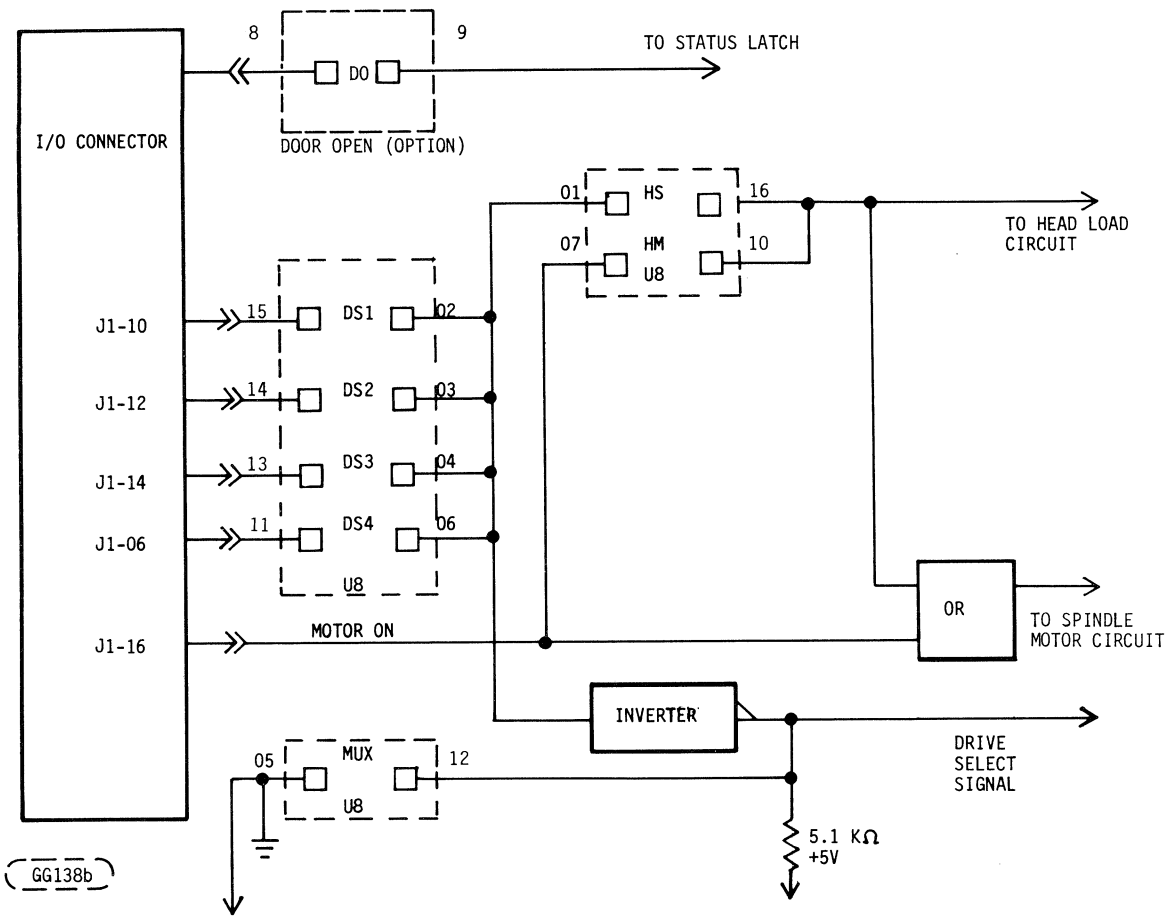 8
9
TO STATUS LATCH
DO
I/O CONNECTOR
DOOR OPEN (OPTION)
01
HS
16
TO HEAD LOAD
CIRCUIT
07
HM
10
U8
J1-10
15
DS1
02
J1-12
14
DS2
03
J1-14
13
DS3
04
J1-06
11
DS4
06
U8
J1-16
MOTOR ON
OR
TO SPINDLE
MOTOR CIRCUIT
INVERTER
DRIVE
SELECT
SIGNAL
05
MUX
12
U8
5.1 KΩ
+5V
GG138b